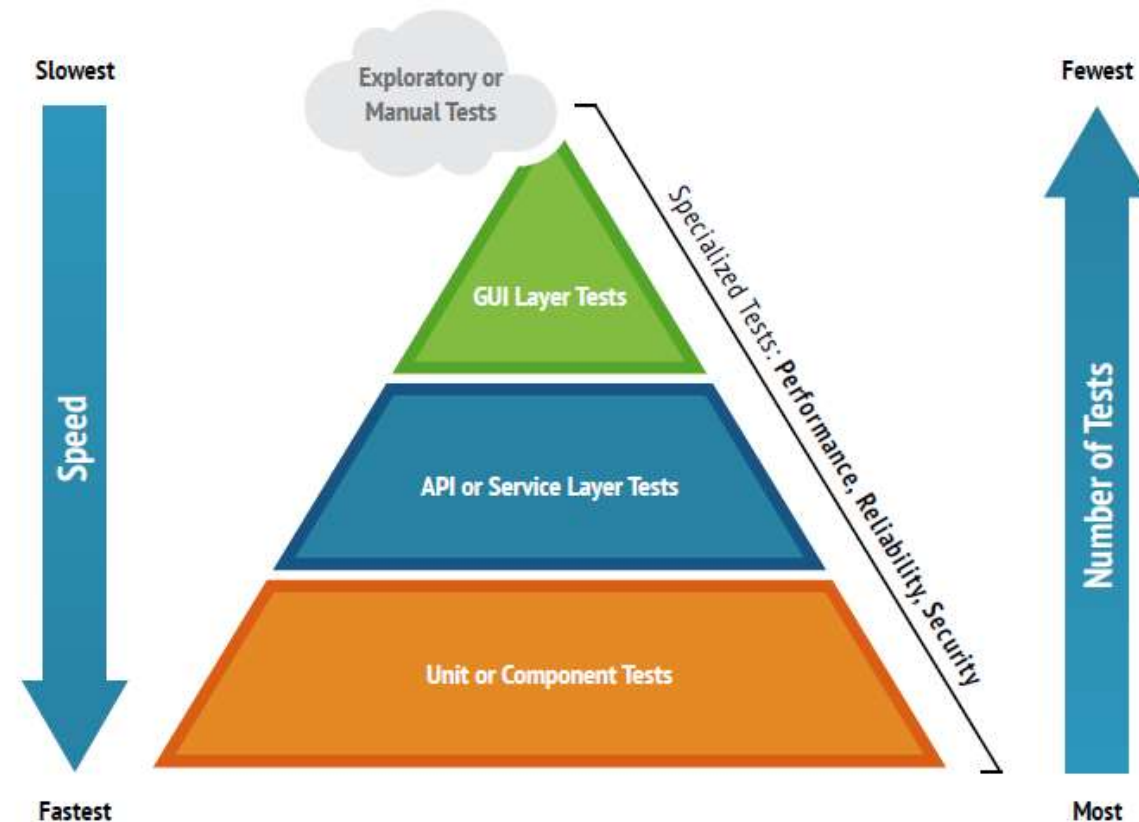 Slowest
Exploratory or
Manual Tests
Fewest
Speed
GUI Layer Tests
API or Service Layer Tests
Unit or Component Tests
Specialized Tests: Performance, Reliability, Security
Number of Tests
Fastest
Most